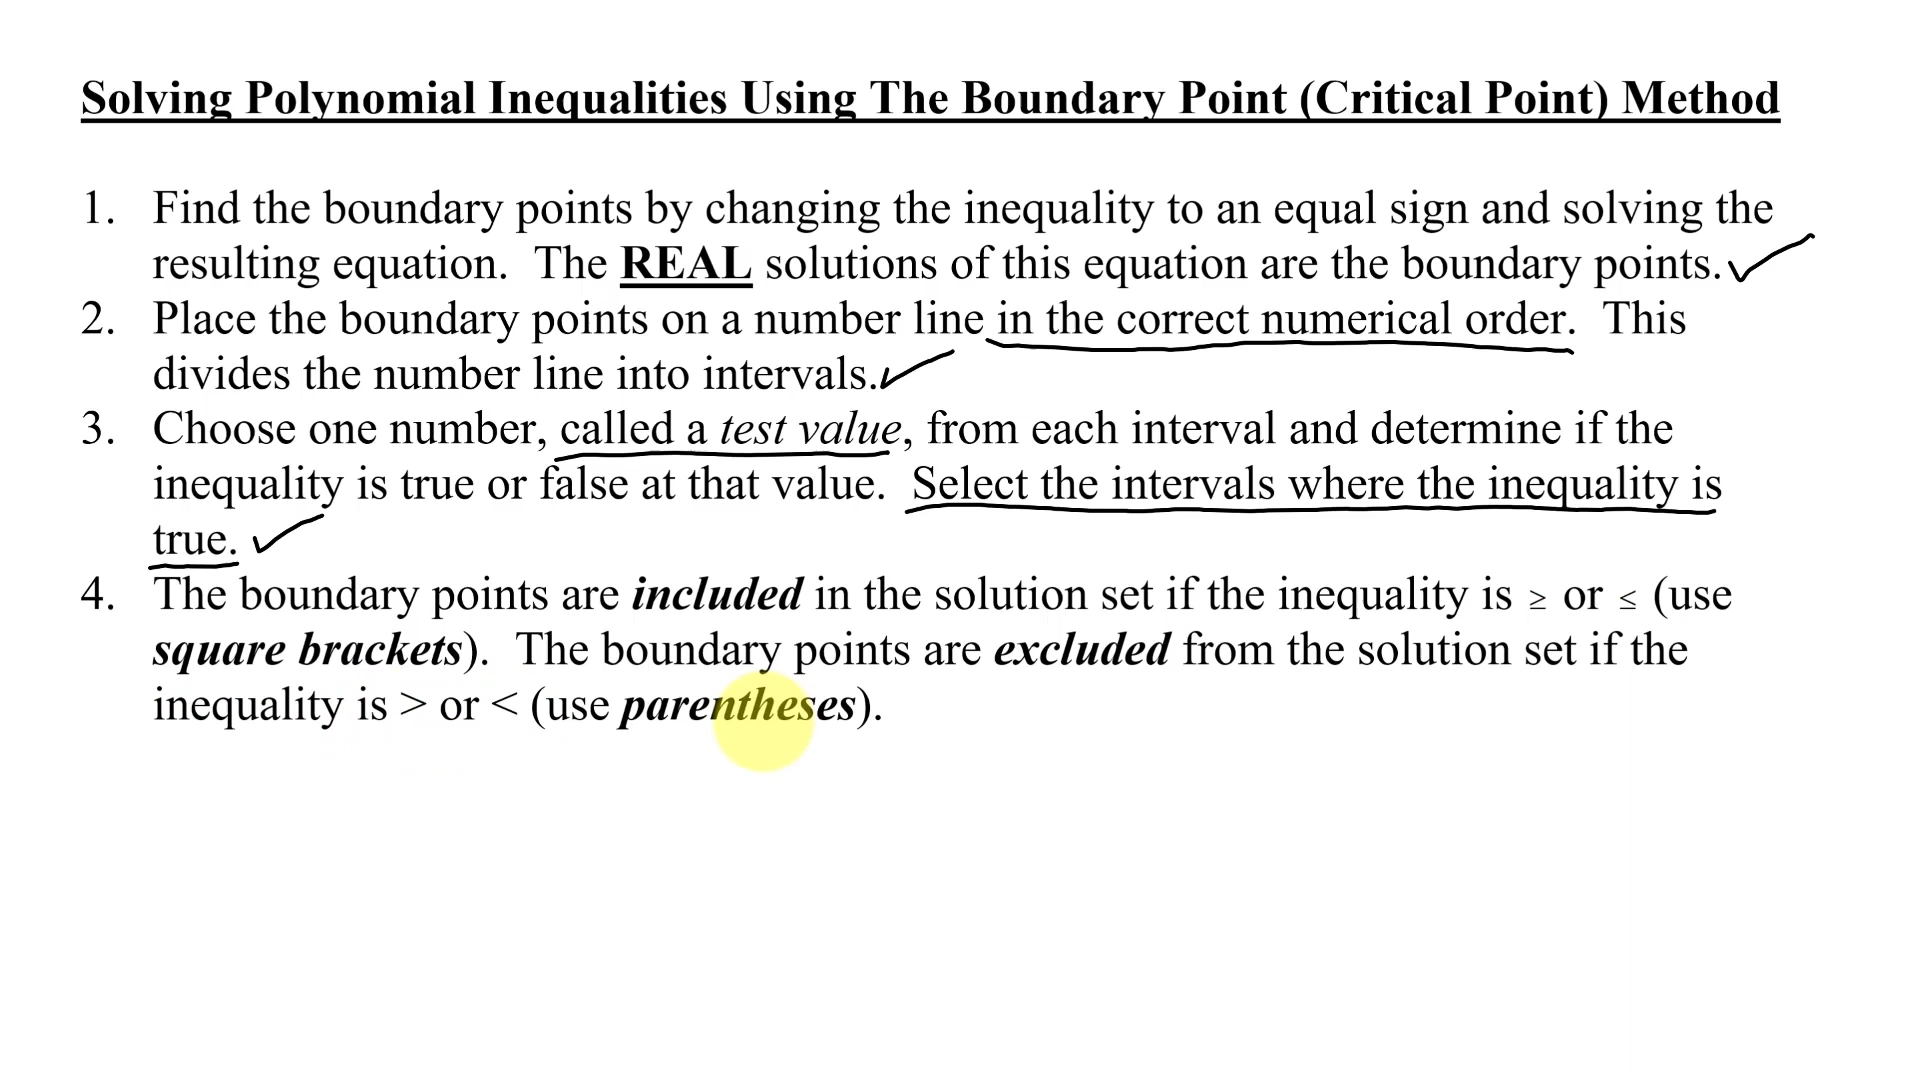 Solving Polynomial Inequalities Using The Boundary Point (Critical Point) Method
1. Find the boundary points by changing the inequality to an equal sign and solving the
resulting equation. The REAL solutions of this equation are the boundary points.
2. Place the boundary points on a number line in the correct numerical order. This
divides the number line into intervals.
3. Choose one number, called a test value, from each interval and determine if the
inequality is true or false at that value. Select the intervals where the inequality is
true.
4. The boundary points are included in the solution set if the inequality is ≥ or ≤ (use
square brackets). The boundary points are excluded from the solution set if the
inequality is > or < (use parentheses).